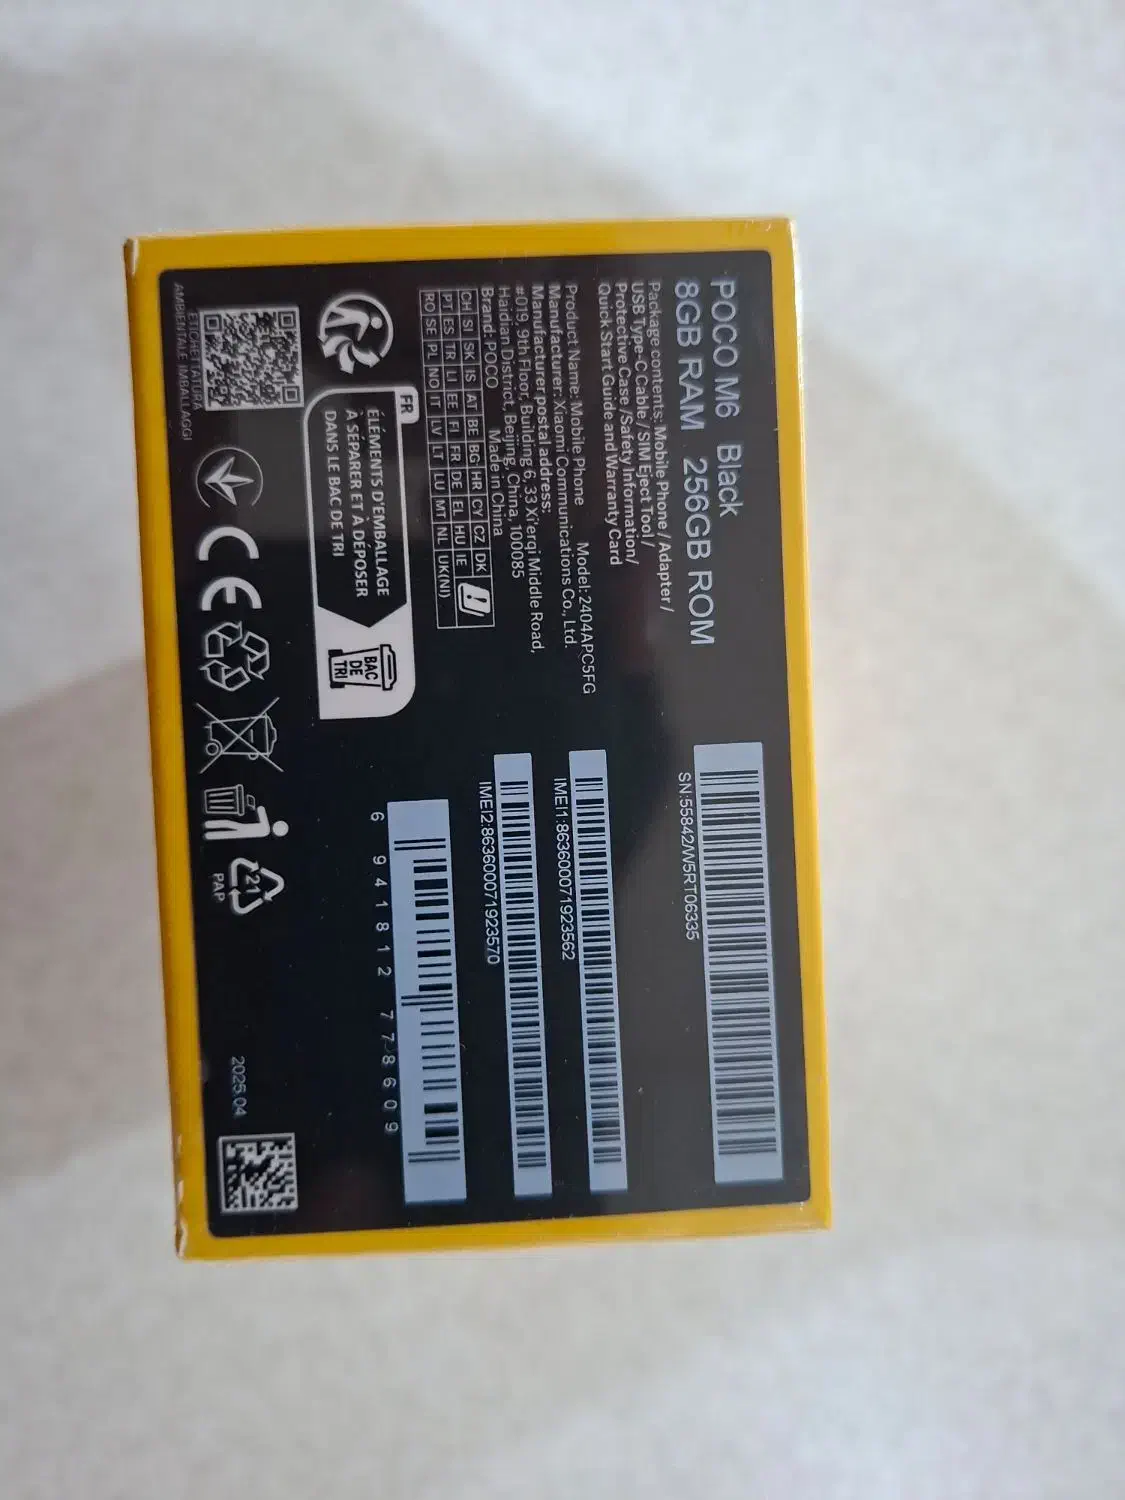 POCO M6 Black
8GB RAM 256GB ROM
Package contents: Mobile Phone / Adapter /
USB Type-C Cable / SIM Eject Tool /
Protective Case /Safety Information/
Quick Start Guide and Warranty Card
Product Name: Mobile Phone Model: 2404APC5FG
Manufacturer: Xiaomi Communications Co., Ltd.
Manufacturer postal address:
#019, 9th Floor, Building 6, 33 Xi'erqi Middle Road,
Haidian District, Beijing, China, 100085
Brand: POCO Made in China
CH SI SK IS AT BE BG HR CY CZ DK
PT ES TR LI EE FI FR DE EL HU IE
RO SE PL NO IT LV LT LU MT NL UK(NI)
FR
ÉLÉMENTS D'EMBALLAGE
À SÉPARER ET À DÉPOSER
DANS LE BAC DE TRI
BAC
DE
TRI
ETICHETTATURA
AMBIENTALE IMBALLAGGI
CE
21
PAP
SN:55842/W5RT06335
IMEI1:863600071923562
IMEI2:863600071923570
6 941812 778609
2025.04